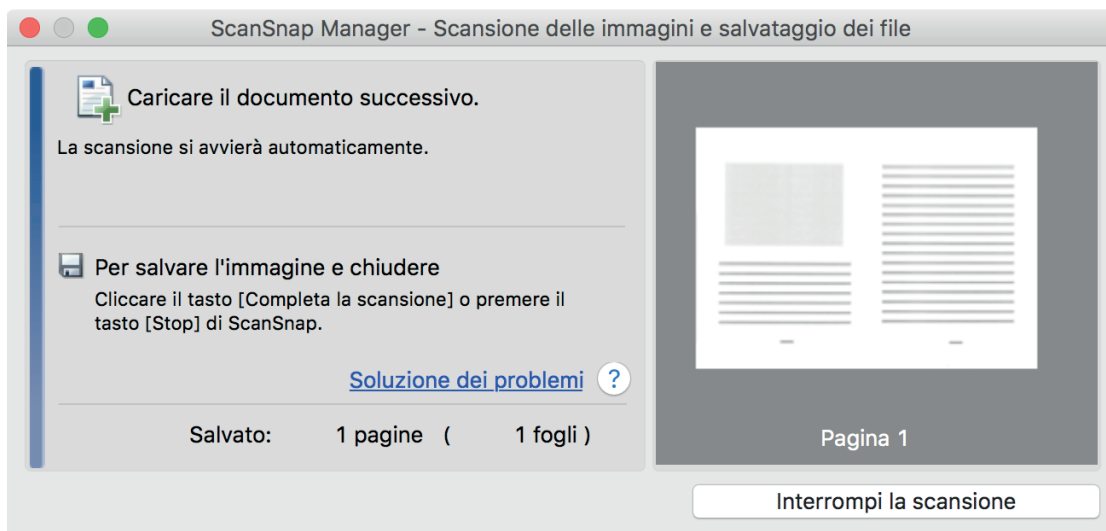 ScanSnap Manager - Scansione delle immagini e salvataggio dei file
Caricare il documento successivo.
La scansione si avvierà automaticamente.
Per salvare l'immagine e chiudere
Cliccare il tasto [Completa la scansione] o premere il
tasto [Stop] di ScanSnap.
Soluzione dei problemi ?
Salvato: 1 pagine ( 1 fogli )
Pagina 1
Interrompi la scansione